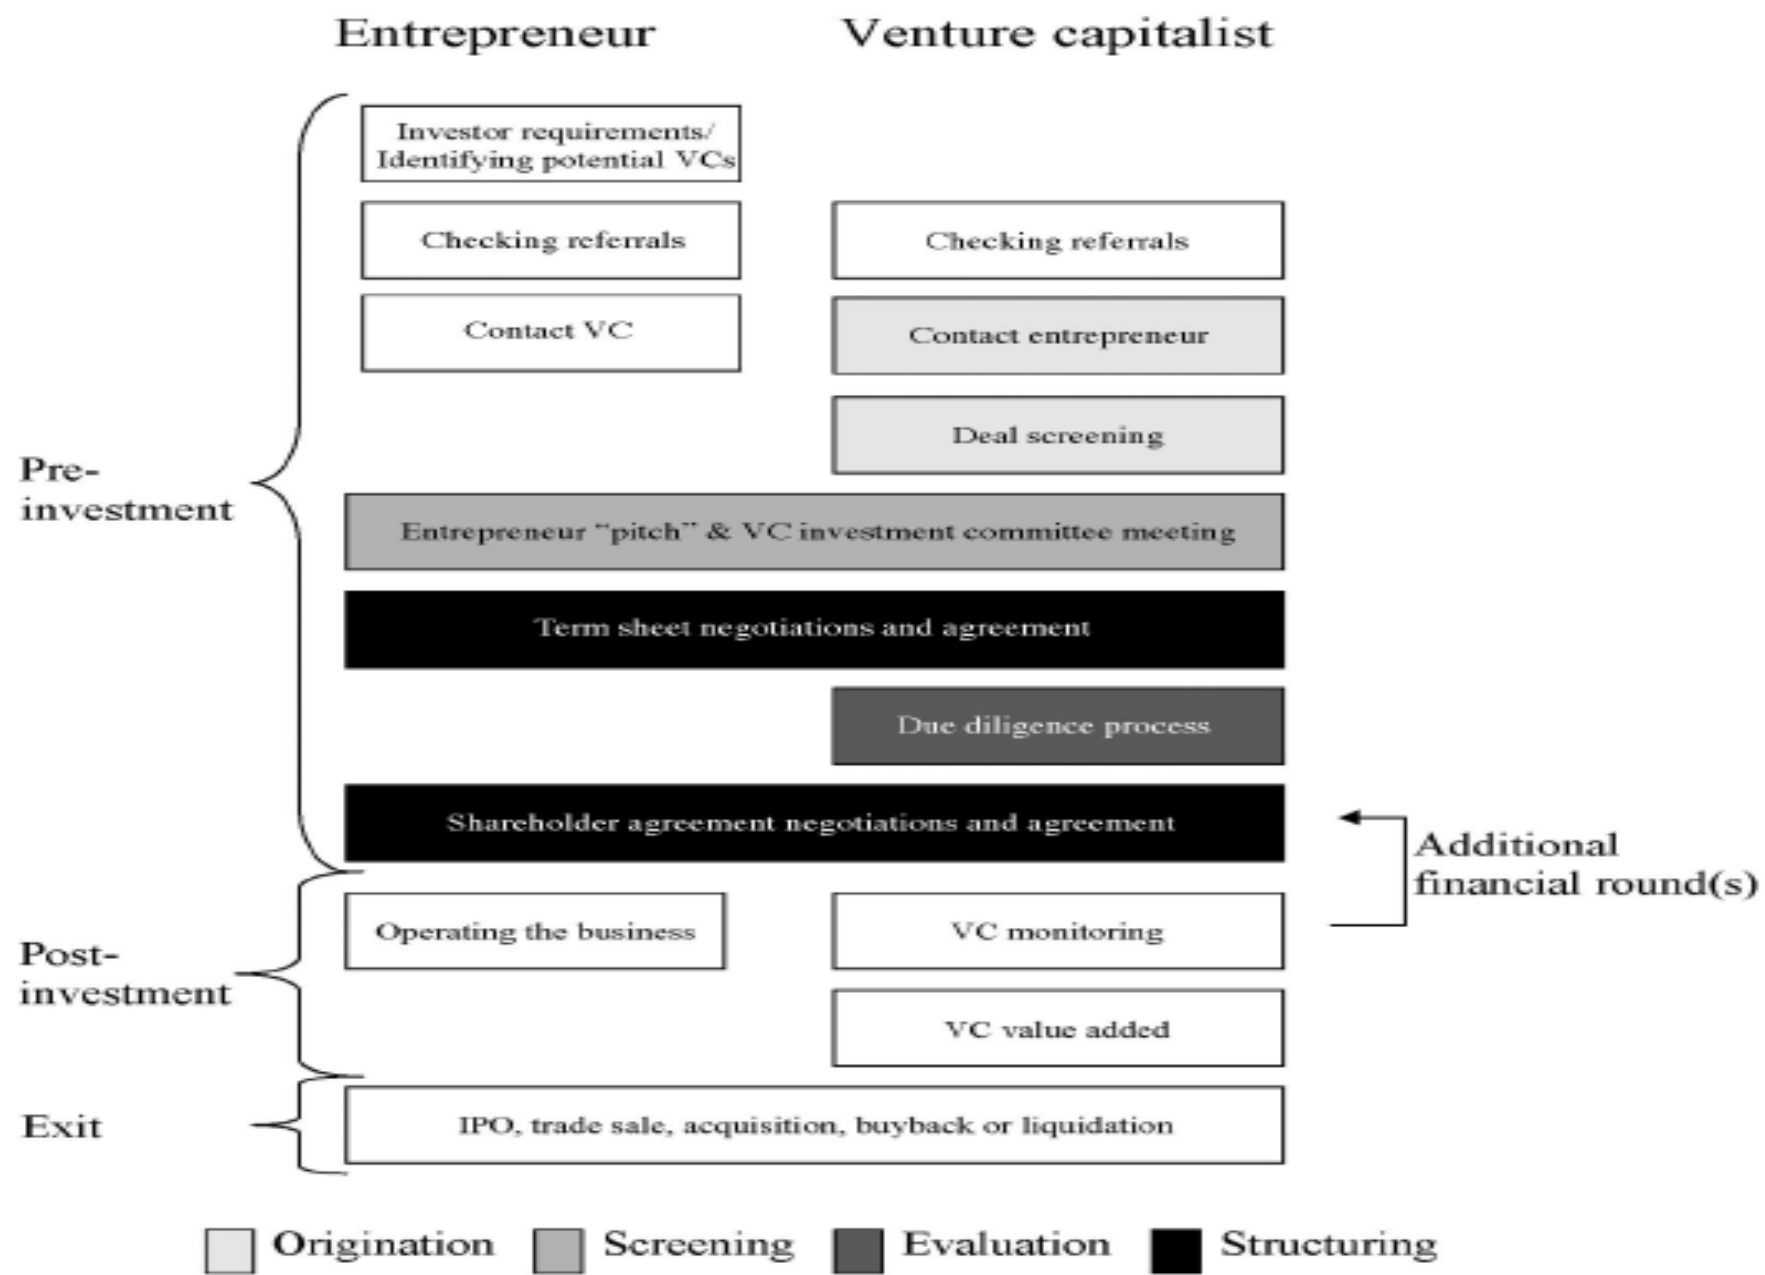 Entrepreneur
Venture capitalist
Investor requirements/
Identifying potential VCs
Checking referrals
Checking referrals
Contact VC
Contact entrepreneur
Deal screening
Pre-
investment
Entrepreneur “pitch” & VC investment committee meeting
Term sheet negotiations and agreement
Due diligence process
Shareholder agreement negotiations and agreement
Additional
financial round(s)
Operating the business
VC monitoring
Post-
investment
VC value added
Exit
IPO, trade sale, acquisition, buyback or liquidation
Origination
Screening
Evaluation
Structuring